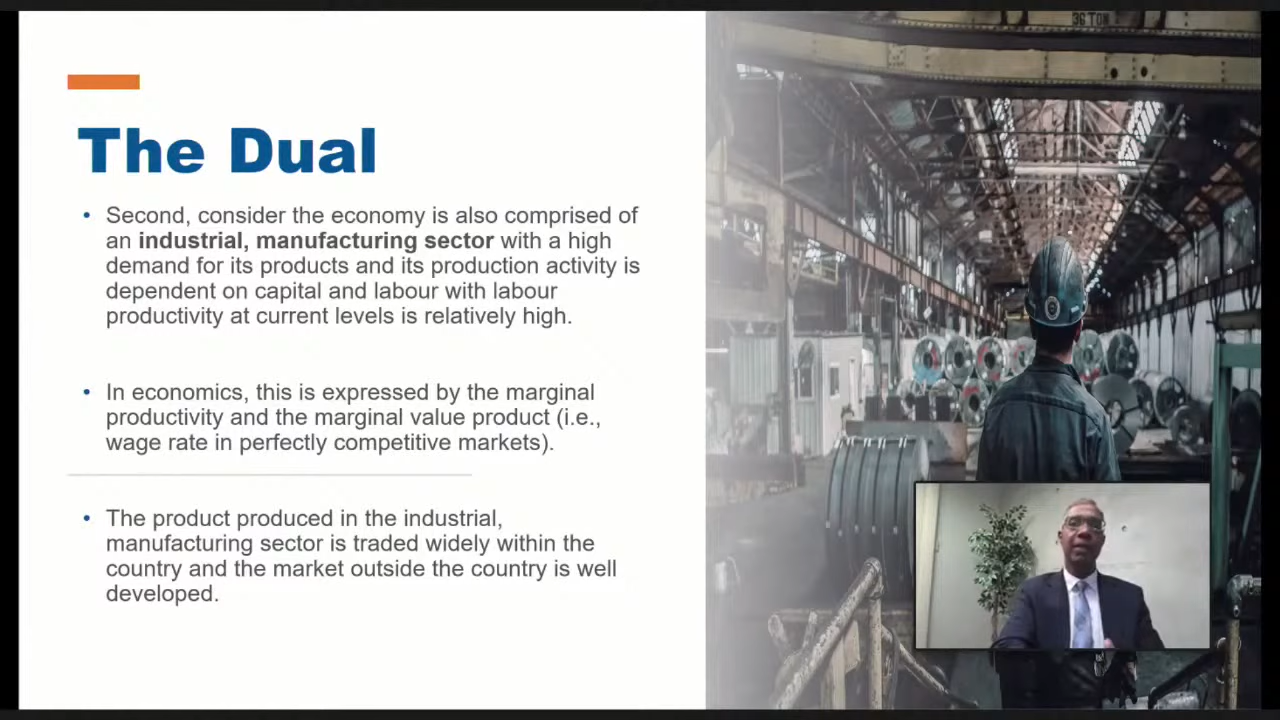 36 TON
The Dual
• Second, consider the economy is also comprised of
an industrial, manufacturing sector with a high
demand for its products and its production activity is
dependent on capital and labour with labour
productivity at current levels is relatively high.
• In economics, this is expressed by the marginal
productivity and the marginal value product (i.e.,
wage rate in perfectly competitive markets).
• The product produced in the industrial,
manufacturing sector is traded widely within the
country and the market outside the country is well
developed.